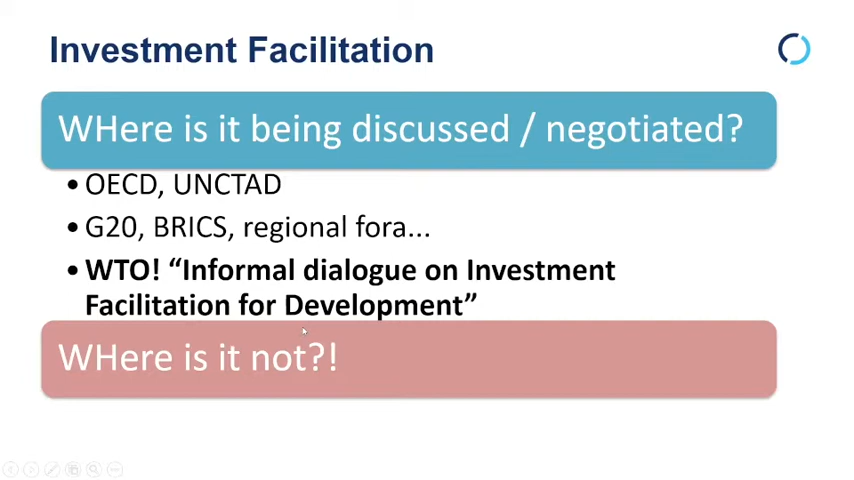 Investment Facilitation
WHere is it being discussed / negotiated?
• OECD, UNCTAD
• G20, BRICS, regional fora...
• WTO! “Informal dialogue on Investment
Facilitation for Development”
WHere is it not?!